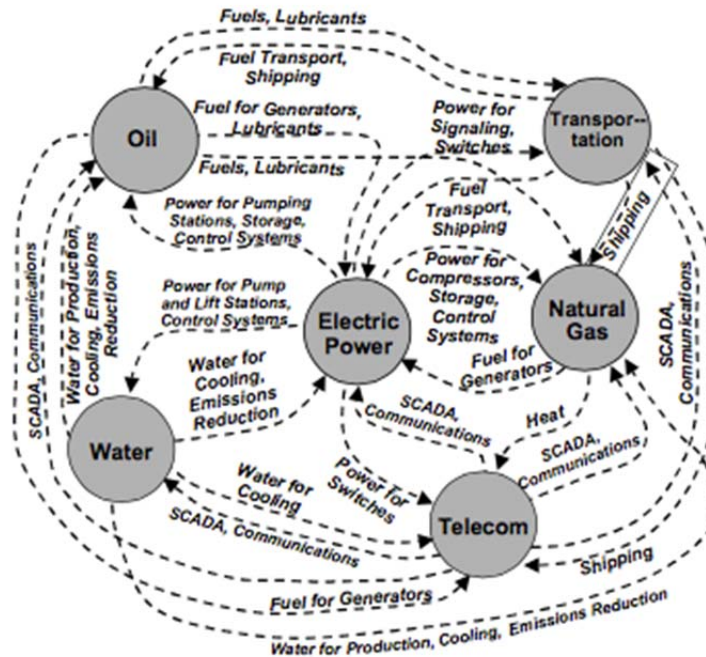 Fuels, Lubricants
Fuel Transport,
Shipping
Oil
Fuel for Generators,
Lubricants
Fuels, Lubricants
Power for
Signaling,
Switches
Transpor--
tation
Fuel
Transport,
Shipping
Shipping
Power for Pumping
Stations, Storage,
Control Systems
Power for
Compressors,
Storage,
Control
Systems
Natural
Gas
SCADA,
Communications
SCADA, Communications
Water for Production,
Cooling, Emissions
Reduction
Power for Pump
and Lift Stations,
Control Systems
Electric
Power
Fuel for
Generators
Water for
Cooling,
Emissions
Reduction
Water
SCADA,
Communications
Heat
SCADA,
Communications
Water for
Cooling
Power for
Switches
Telecom
SCADA, Communications
Shipping
Fuel for Generators
Water for Production, Cooling, Emissions Reduction